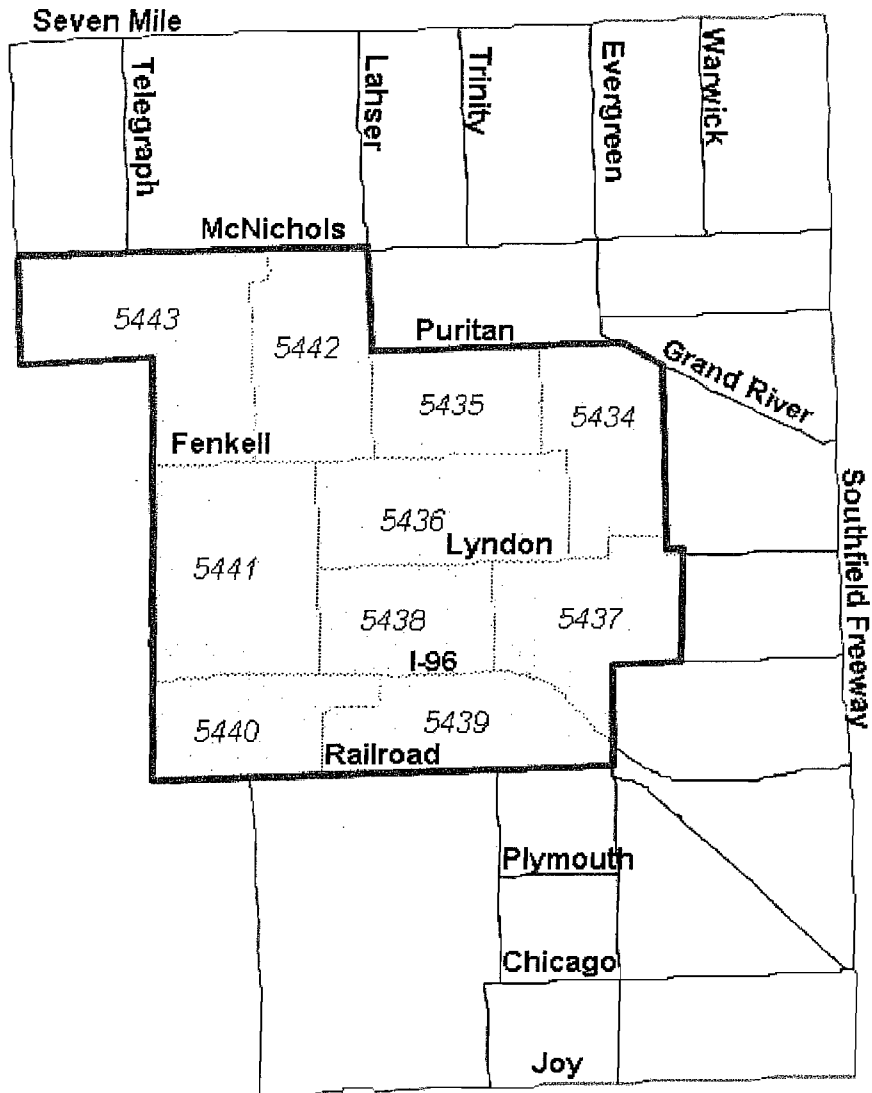 Seven Mile
Telegraph
Lahser
Trinity
Evergreen
Warwick
McNichols
5443
5442
Puritan
Grand River
5435
5434
Fenkell
5436
Lyndon
5441
Southfield Freeway
5438
5437
I-96
5440
5439
Railroad
Plymouth
Chicago
Joy